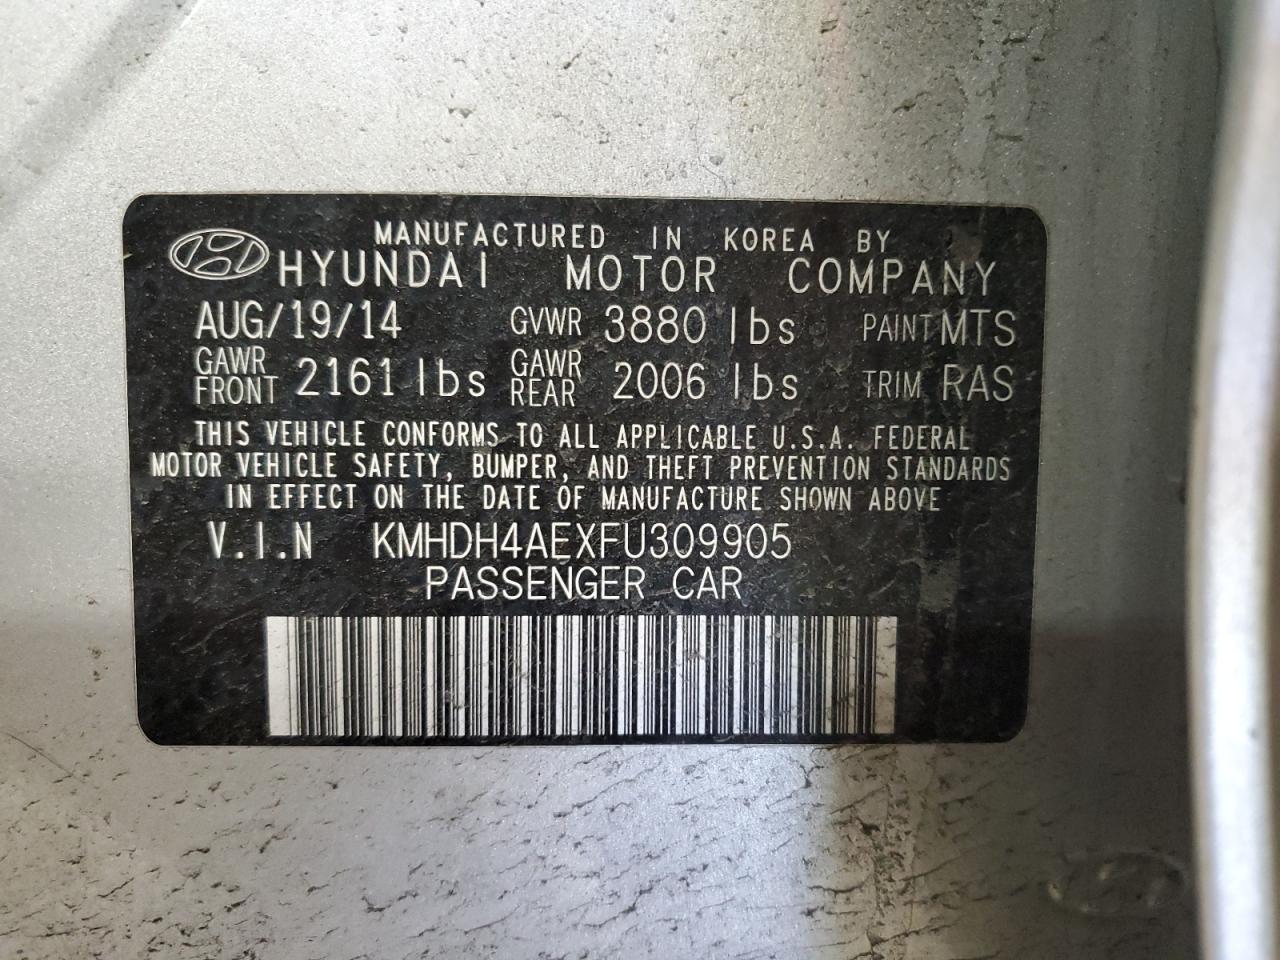 MANUFACTURED IN KOREA BY
HYUNDAI MOTOR COMPANY
AUG/19/14 GVWR 3880 lbs PAINT MTS
GAWR FRONT 2161 lbs GAWR REAR 2006 lbs TRIM RAS
THIS VEHICLE CONFORMS TO ALL APPLICABLE U.S.A. FEDERAL
MOTOR VEHICLE SAFETY, BUMPER, AND THEFT PREVENTION STANDARDS
IN EFFECT ON THE DATE OF MANUFACTURE SHOWN ABOVE
V.I.N KMHDH4AEXFU309905
PASSENGER CAR